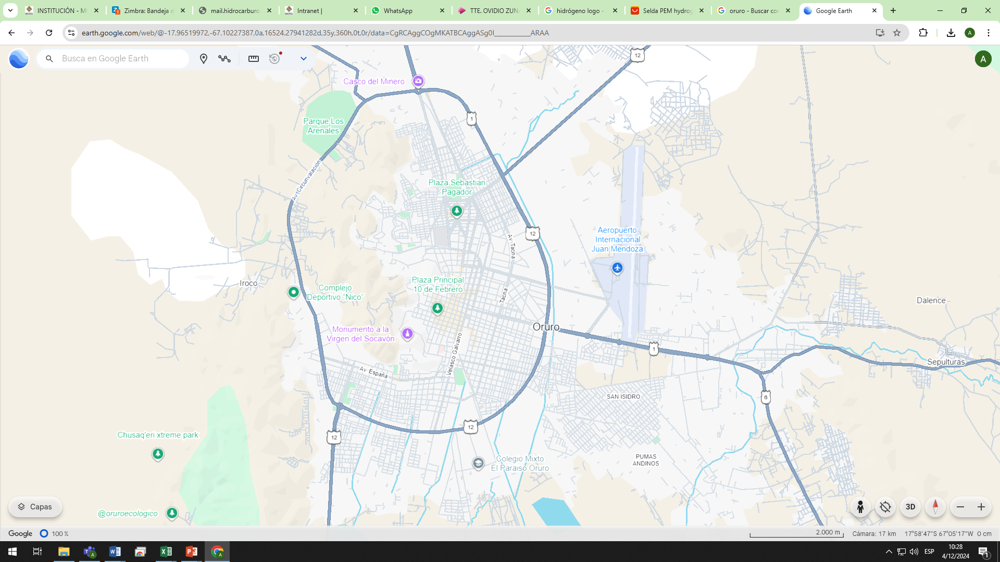 INSTITUCIÓN - Mi
Zimbra: Bandeja d
mail.hidrocarburo
Intranet |
WhatsApp
TTE. OVIDIO ZUNA
hidrógeno logo -
Selda PEM hydrog
oruro - Buscar con
Google Earth
earth.google.com/web/@-17.96519972,-67.10227387,0a,16524.27941282d,35y,360h,0t,0r/data=CgRCAggCOgMKATBCAggASg0I____________ARAA
A
Busca en Google Earth
A
12
Casco del Minero
1
Parque Los
Arenales
Av. Circunvalación
Plaza Sebastian
Pagador
12
Av. Tacna
Aeropuerto
Internacional
Juan Mendoza
Iroco
Plaza Principal
10 de Febrero
Complejo
Deportivo "Nico"
Tacna
Dalence
Oruro
Monumento a la
Virgen del Socavón
Velasco Galvarro
1
Sepulturas
Av. España
SAN ISIDRO
6
12
12
Chusaq'eri xtreme park
PUMAS
ANDINOS
Colegio Mixto
El Paraiso Oruro
@oruroecologico
Capas
3D
Google
100 %
2.000 m
Cámara: 17 km
17°58'47"S 67°05'17"W
0 cm
ESP
10:28
4/12/2024
1